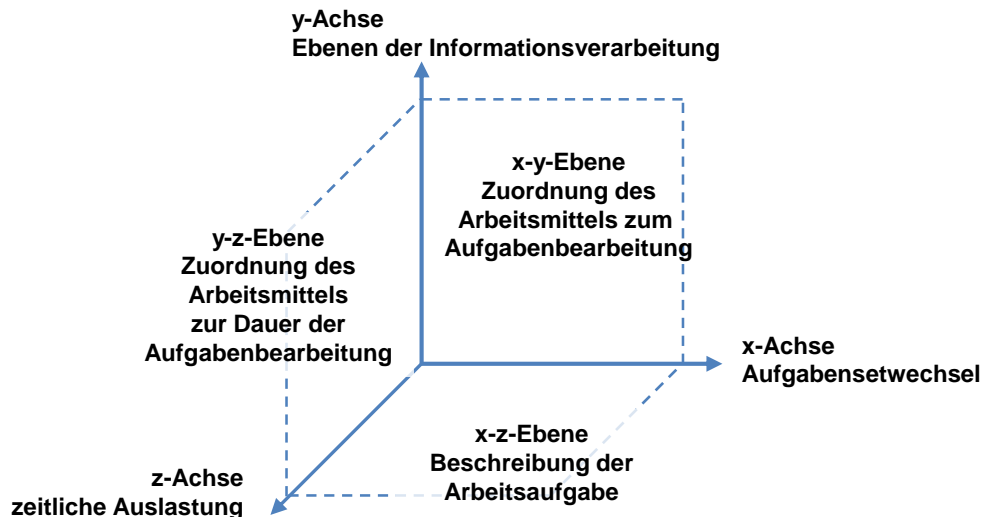 y-Achse
Ebenen der Informationsverarbeitung
x-y-Ebene
Zuordnung des
Arbeitsmittels zum
Aufgabenbearbeitung
y-z-Ebene
Zuordnung des
Arbeitsmittels
zur Dauer der
Aufgabenbearbeitung
x-Achse
Aufgabensetwechsel
x-z-Ebene
Beschreibung der
Arbeitsaufgabe
z-Achse
zeitliche Auslastung